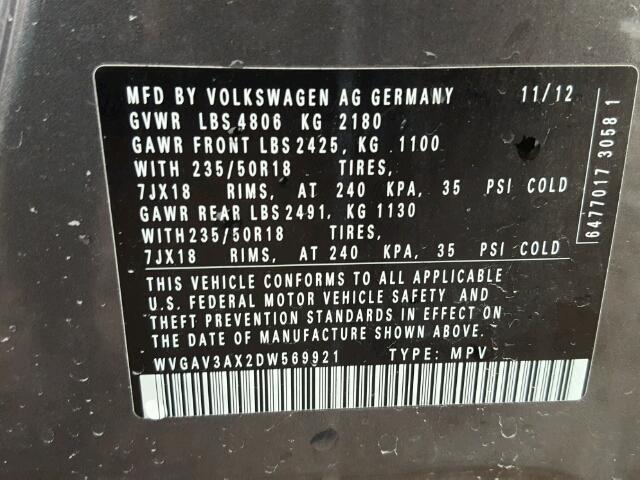 MFD BY VOLKSWAGEN AG GERMANY 11/12
GVWR LBS 4806 KG 2180
GAWR FRONT LBS 2425, KG 1100
WITH 235/50R18 TIRES,
7JX18 RIMS, AT 240 KPA, 35 PSI COLD
GAWR REAR LBS 2491, KG 1130
WITH235/50R18 TIRES,
7JX18 RIMS, AT 240 KPA, 35 PSI COLD
THIS VEHICLE CONFORMS TO ALL APPLICABLE
U.S. FEDERAL MOTOR VEHICLE SAFETY AND
THEFT PREVENTION STANDARDS IN EFFECT ON
THE DATE OF MANUFACTURE SHOWN ABOVE.
WVGAV3AX2DW569921 TYPE: MPV
6477017 3058 1